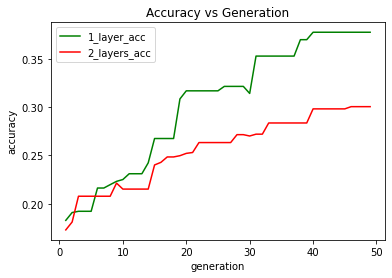 Accuracy vs Generation
1_layer_acc
2_layers_acc
0.35
0.30
0.25
0.20
accuracy
0 10 20 30 40 50
generation